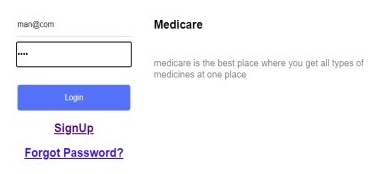 man@com
Medicare
••••
medicare is the best place where you get all types of
medicines at one place
Login
SignUp
Forgot Password?